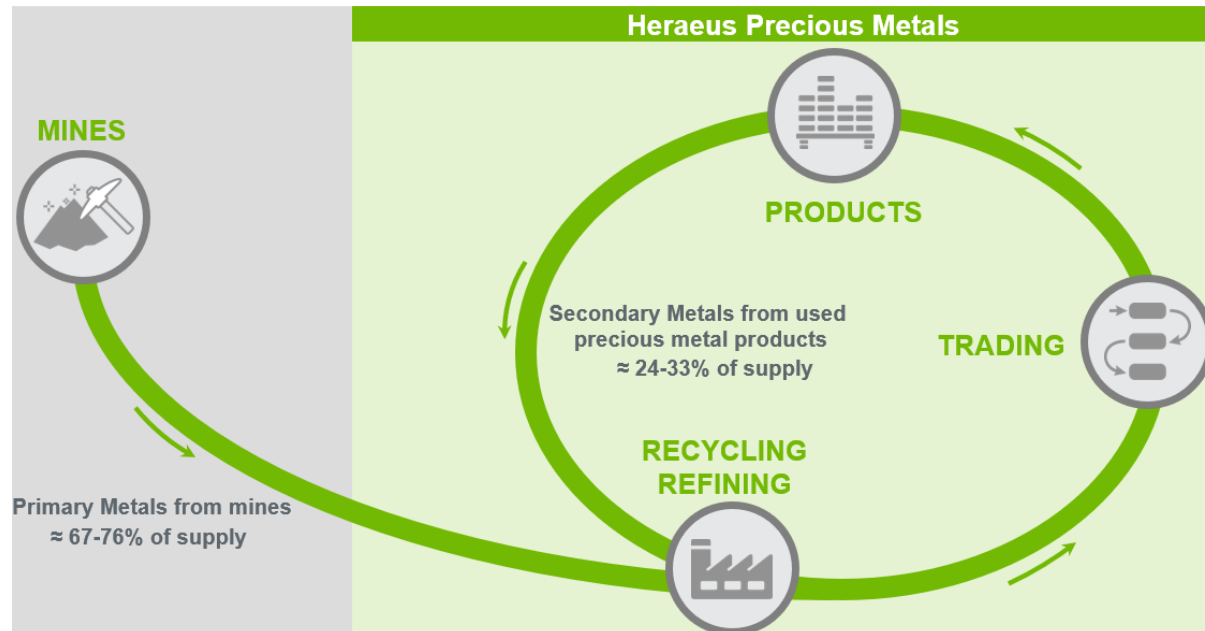 Heraeus Precious Metals
MINES
PRODUCTS
Secondary Metals from used
precious metal products
≈ 24-33% of supply
TRADING
RECYCLING
REFINING
Primary Metals from mines
≈ 67-76% of supply